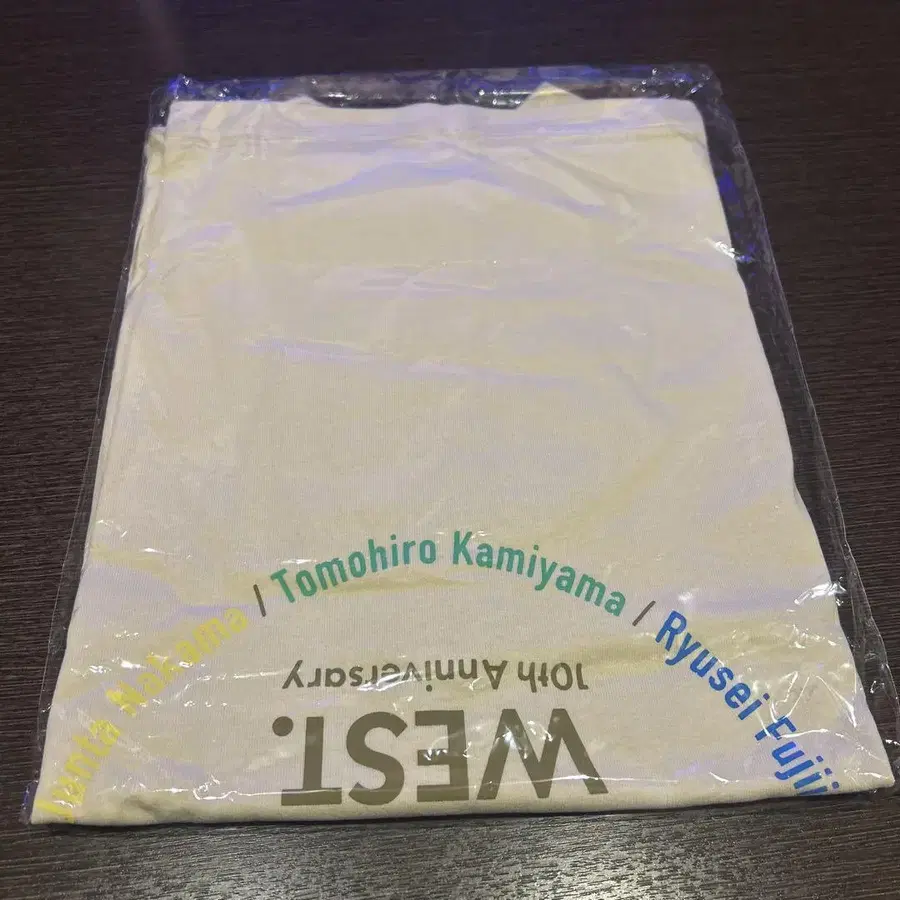 Junta Nakama / Tomohiro Kamiyama / Ryusei Fujii
WEST.
10th Anniversary